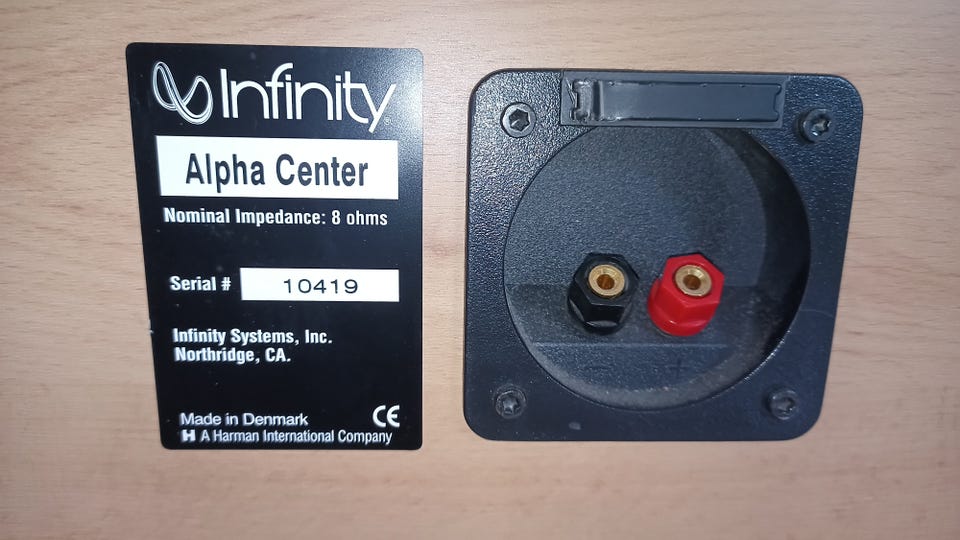 Infinity
Alpha Center
Nominal Impedance: 8 ohms
Serial # 10419
Infinity Systems, Inc.
Northridge, CA.
Made in Denmark CE
H A Harman International Company
- +